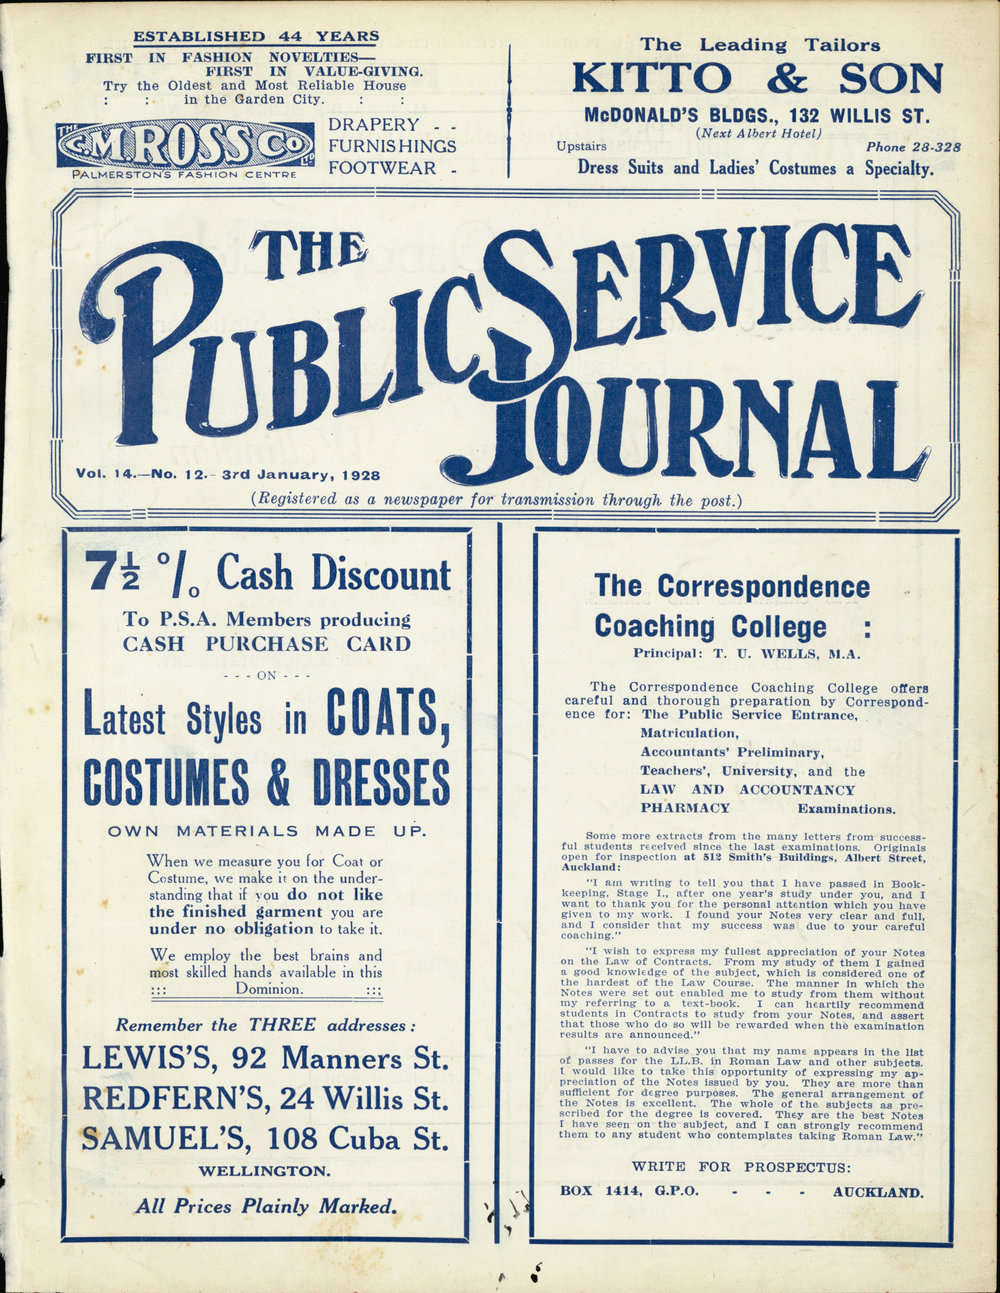 ESTABLISHED 44 YEARS
FIRST IN FASHION NOVELTIES—
FIRST IN VALUE-GIVING.
Try the Oldest and Most Reliable House
: : in the Garden City. : :
THE C.M. ROSS Co LTD
PALMERSTON'S FASHION CENTRE
DRAPERY - -
FURNISHINGS
FOOTWEAR -
The Leading Tailors
KITTO & SON
McDONALD'S BLDGS., 132 WILLIS ST.
(Next Albert Hotel)
Upstairs Phone 28-328
Dress Suits and Ladies' Costumes a Specialty.
THE
PUBLIC SERVICE
JOURNAL
Vol. 14.—No. 12.- 3rd January, 1928
(Registered as a newspaper for transmission through the post.)
7½ % Cash Discount
To P.S.A. Members producing
CASH PURCHASE CARD
- - - ON - - -
Latest Styles in COATS,
COSTUMES & DRESSES
OWN MATERIALS MADE UP.
When we measure you for Coat or
Costume, we make it on the under-
standing that if you do not like
the finished garment you are
under no obligation to take it.
We employ the best brains and
most skilled hands available in this
::: Dominion. :::
Remember the THREE addresses:
LEWIS'S, 92 Manners St.
REDFERN'S, 24 Willis St.
SAMUEL'S, 108 Cuba St.
WELLINGTON.
All Prices Plainly Marked.
The Correspondence
Coaching College :
Principal: T. U. WELLS, M.A.
The Correspondence Coaching College offers
careful and thorough preparation by Correspond-
ence for: The Public Service Entrance,
Matriculation,
Accountants' Preliminary,
Teachers', University, and the
LAW AND ACCOUNTANCY
PHARMACY Examinations.
Some more extracts from the many letters from success-
ful students received since the last examinations. Originals
open for inspection at 512 Smith's Buildings, Albert Street,
Auckland:
"I am writing to tell you that I have passed in Book-
keeping, Stage I., after one year's study under you, and I
want to thank you for the personal attention which you have
given to my work. I found your Notes very clear and full,
and I consider that my success was due to your careful
coaching."
"I wish to express my fullest appreciation of your Notes
on the Law of Contracts. From my study of them I gained
a good knowledge of the subject, which is considered one of
the hardest of the Law Course. The manner in which the
Notes were set out enabled me to study from them without
my referring to a text-book. I can heartily recommend
students in Contracts to study from your Notes, and assert
that those who do so will be rewarded when the examination
results are announced."
"I have to advise you that my name appears in the list
of passes for the LL.B. in Roman Law and other subjects.
I would like to take this opportunity of expressing my ap-
preciation of the Notes issued by you. They are more than
sufficient for degree purposes. The general arrangement of
the Notes is excellent. The whole of the subjects as pre-
scribed for the degree is covered. They are the best Notes
I have seen on the subject, and I can strongly recommend
them to any student who contemplates taking Roman Law."
WRITE FOR PROSPECTUS:
BOX 1414, G.P.O. - - - AUCKLAND.